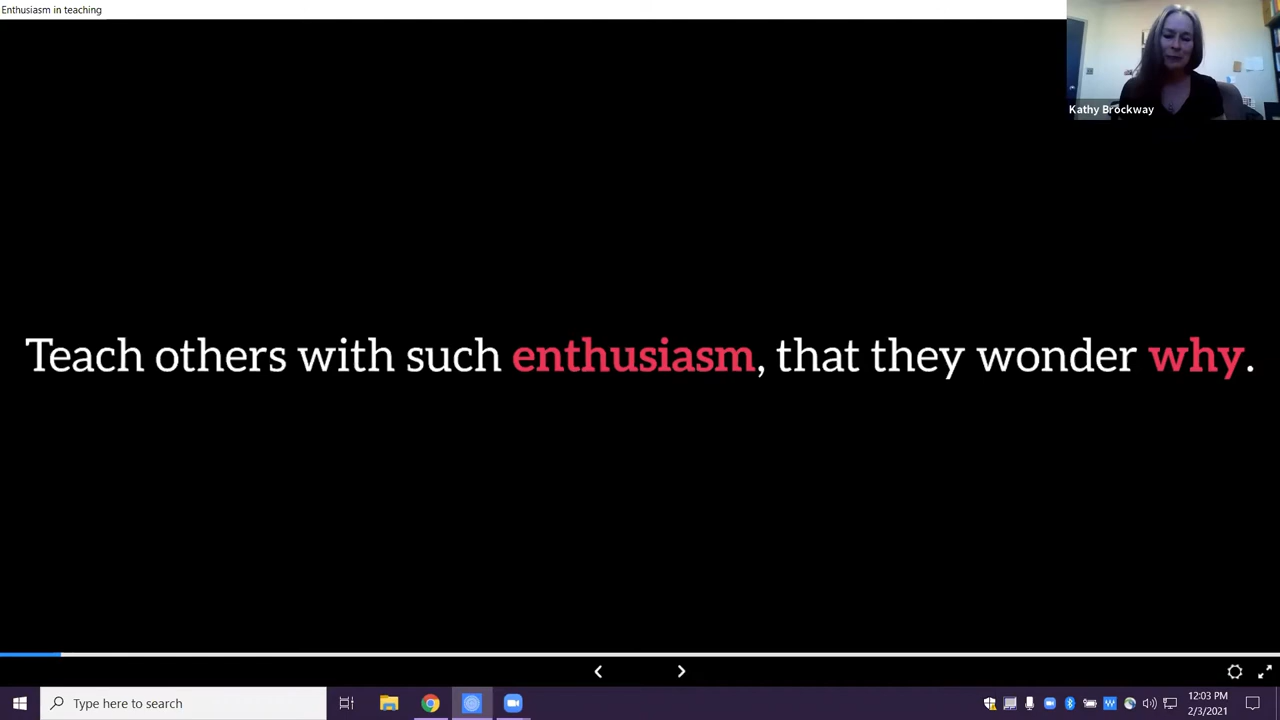 Enthusiasm in teaching
Kathy Brockway
Teach others with such enthusiasm, that they wonder why.
Type here to search
12:03 PM
2/3/2021